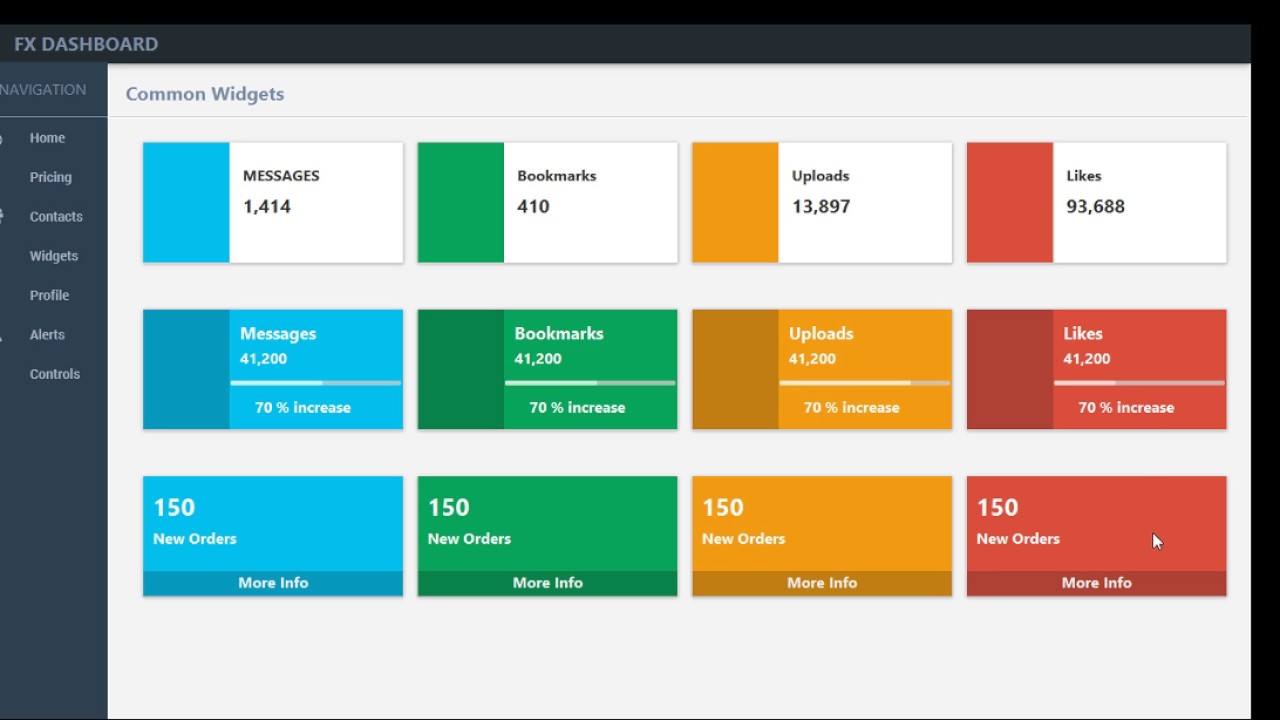 FX DASHBOARD
NAVIGATION
Home
Pricing
Contacts
Widgets
Profile
Alerts
Controls
Common Widgets
MESSAGES
1,414
Bookmarks
410
Uploads
13,897
Likes
93,688
Messages
41,200
70 % increase
Bookmarks
41,200
70 % increase
Uploads
41,200
70 % increase
Likes
41,200
70 % increase
150
New Orders
More Info
150
New Orders
More Info
150
New Orders
More Info
150
New Orders
More Info